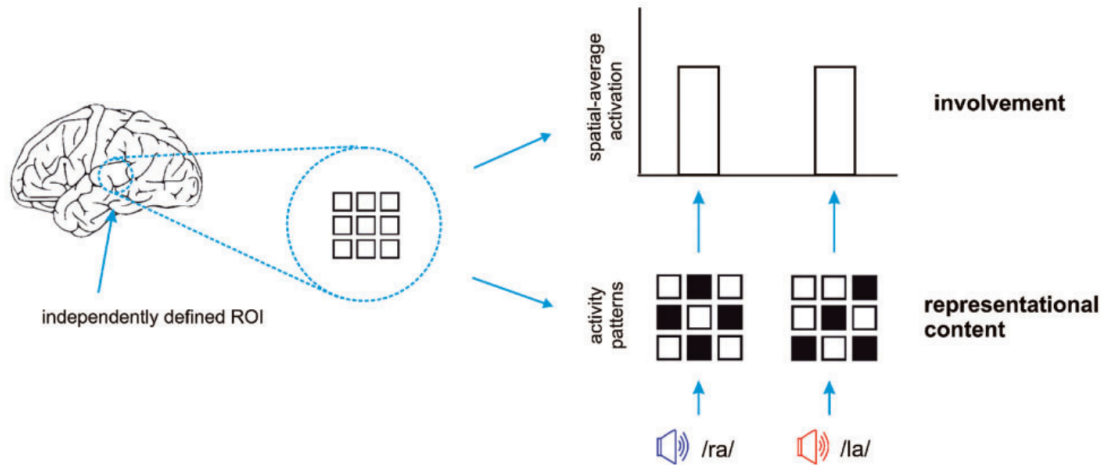 spatial-average
activation
involvement
independently defined ROI
activity
patterns
representational
content
/ra/
/la/